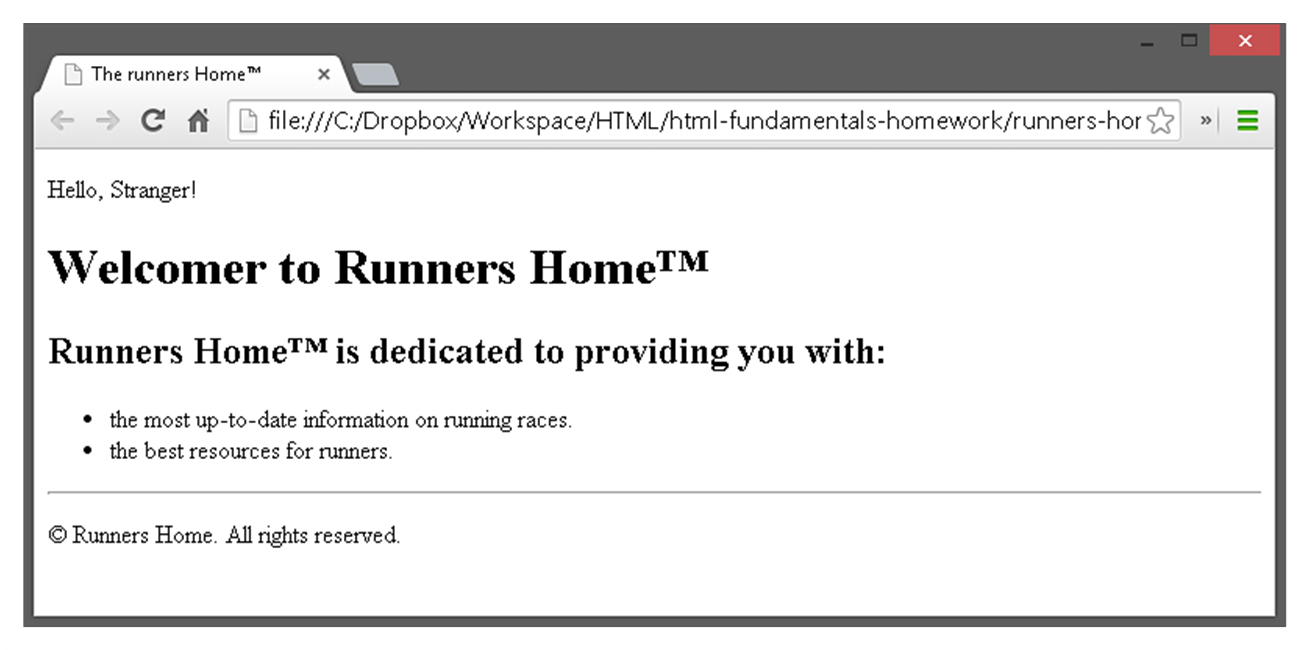 The runners Home™
file:///C:/Dropbox/Workspace/HTML/html-fundamentals-homework/runners-hor
Hello, Stranger!
Welcomer to Runners Home™
Runners Home™ is dedicated to providing you with:
• the most up-to-date information on running races.
• the best resources for runners.
© Runners Home. All rights reserved.